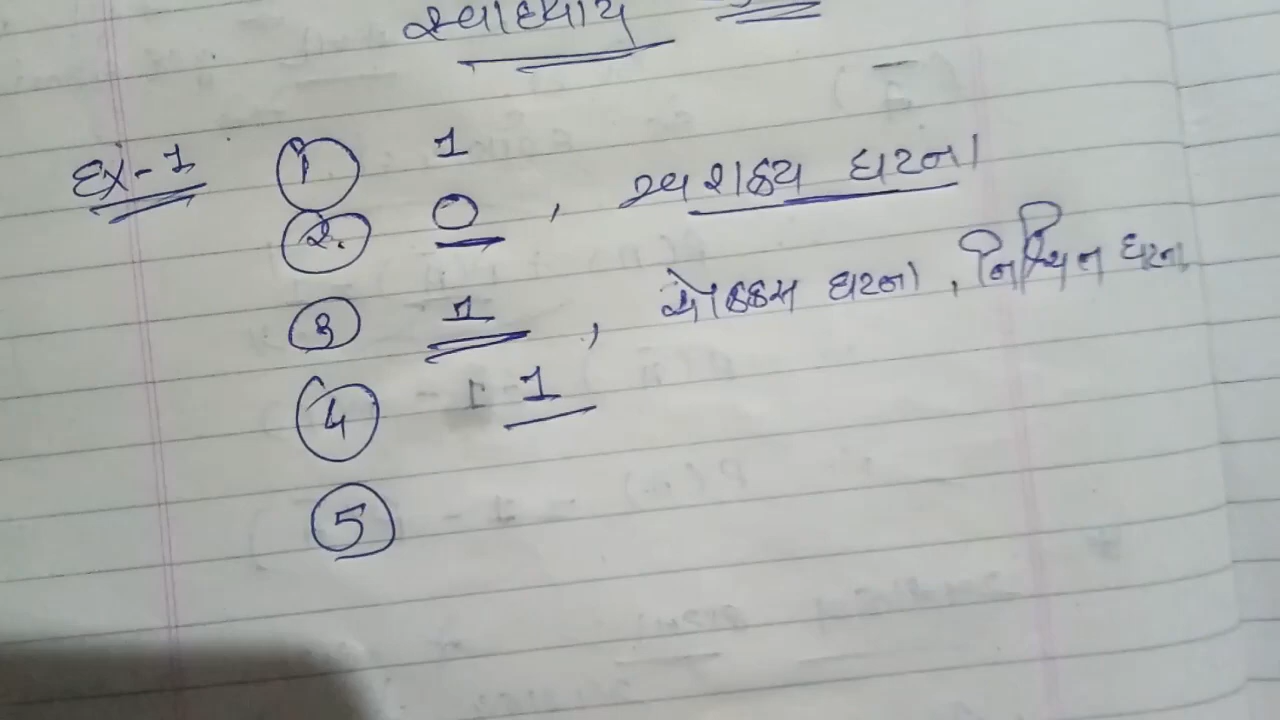 સ્વાધ્યાય
Ex-1 1 1
2. 0, અશક્ય ઘટના
3 1, ચોક્કસ ઘટના, નિશ્ચિત ઘટના
4 1
5